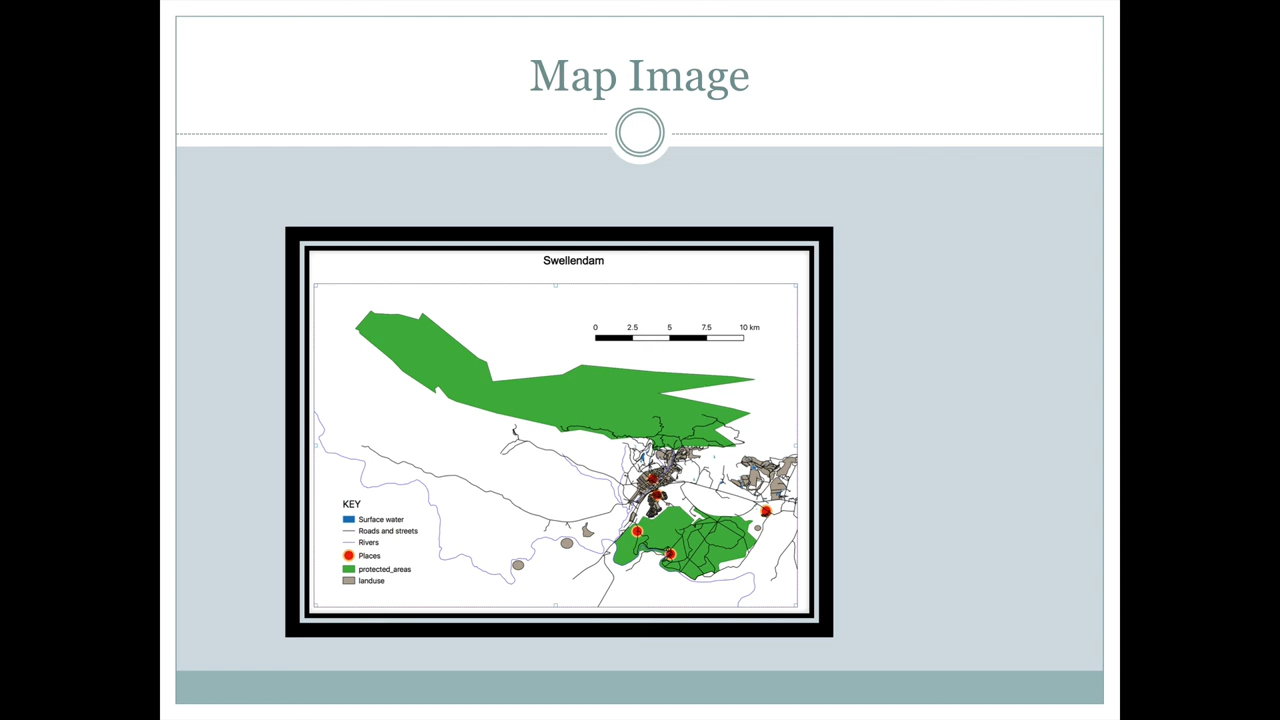 Map Image
Swellendam
0 2.5 5 7.5 10 km
KEY
Surface water
Roads and streets
Rivers
Places
protected_areas
landuse